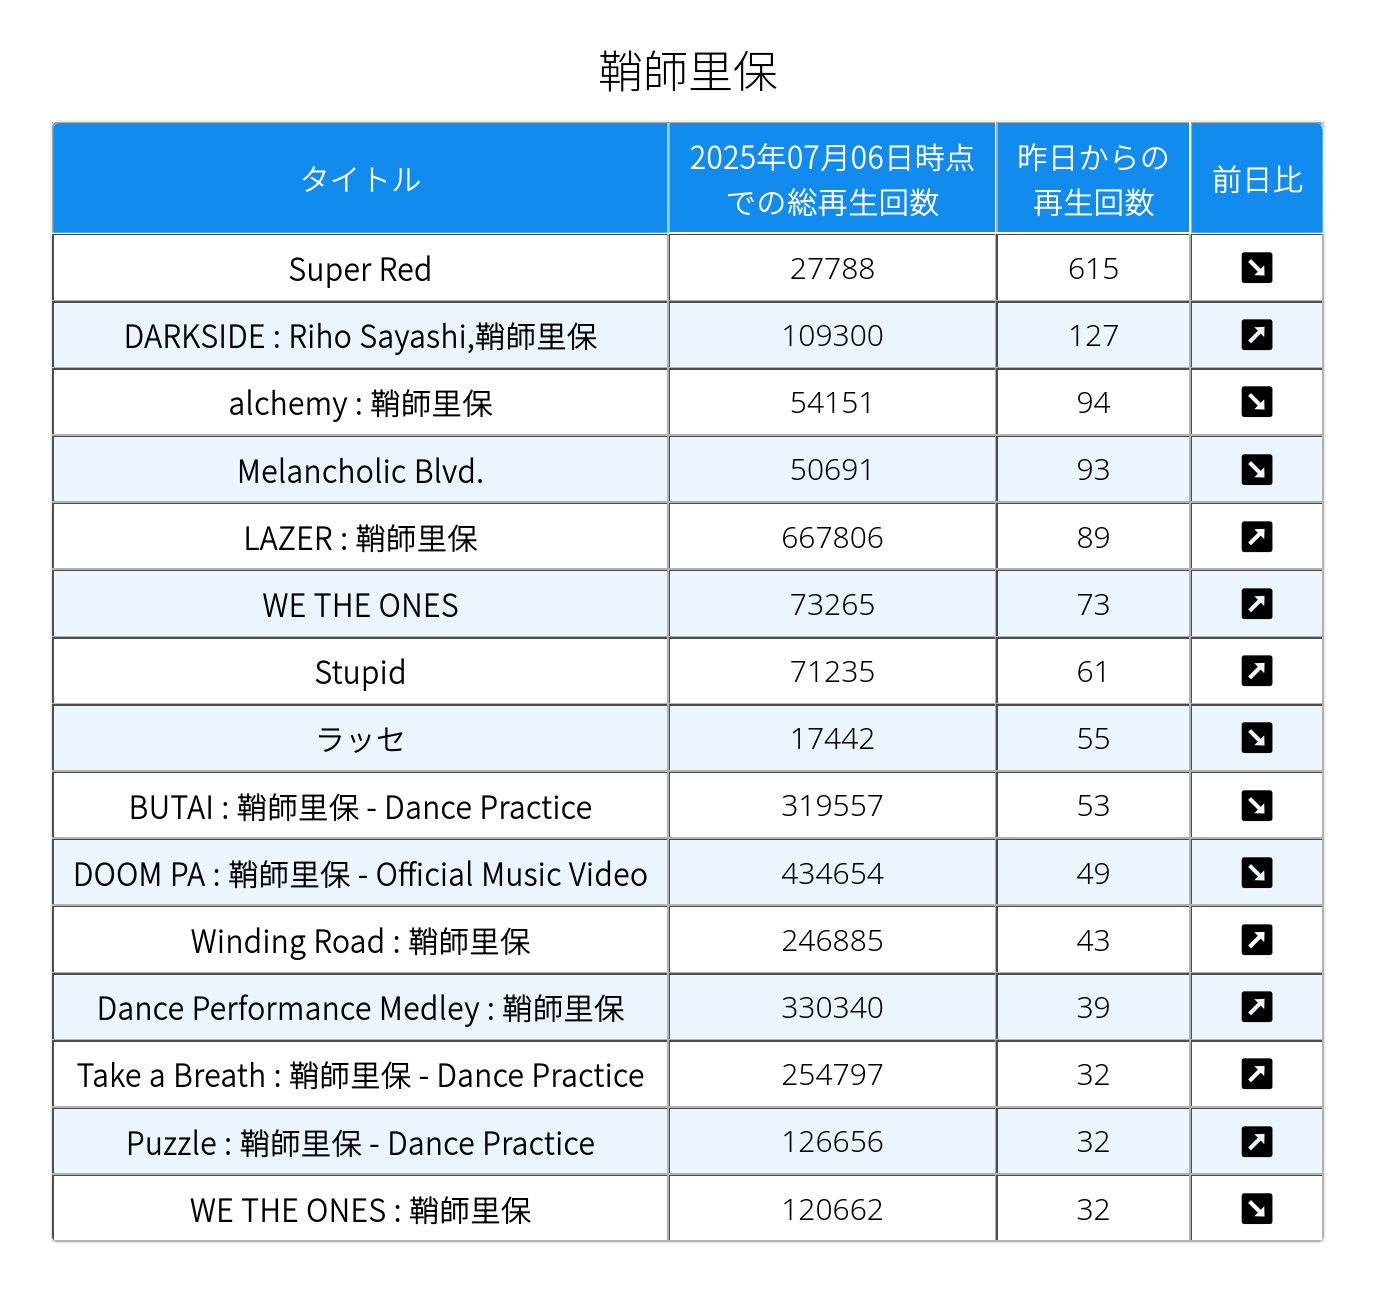 鞘師里保
タイトル 2025年07月06日時点での総再生回数 昨日からの再生回数 前日比
Super Red 27788 615 ↘
DARKSIDE : Riho Sayashi,鞘師里保 109300 127 ↗
alchemy : 鞘師里保 54151 94 ↘
Melancholic Blvd. 50691 93 ↘
LAZER : 鞘師里保 667806 89 ↗
WE THE ONES 73265 73 ↗
Stupid 71235 61 ↗
ラッセ 17442 55 ↘
BUTAI : 鞘師里保 - Dance Practice 319557 53 ↘
DOOM PA : 鞘師里保 - Official Music Video 434654 49 ↘
Winding Road : 鞘師里保 246885 43 ↗
Dance Performance Medley : 鞘師里保 330340 39 ↗
Take a Breath : 鞘師里保 - Dance Practice 254797 32 ↗
Puzzle : 鞘師里保 - Dance Practice 126656 32 ↗
WE THE ONES : 鞘師里保 120662 32 ↘